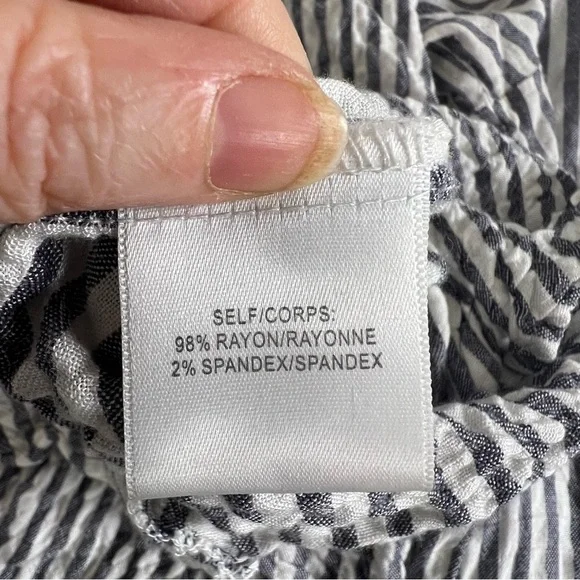 SELF/CORPS:
98% RAYON/RAYONNE
2% SPANDEX/SPANDEX